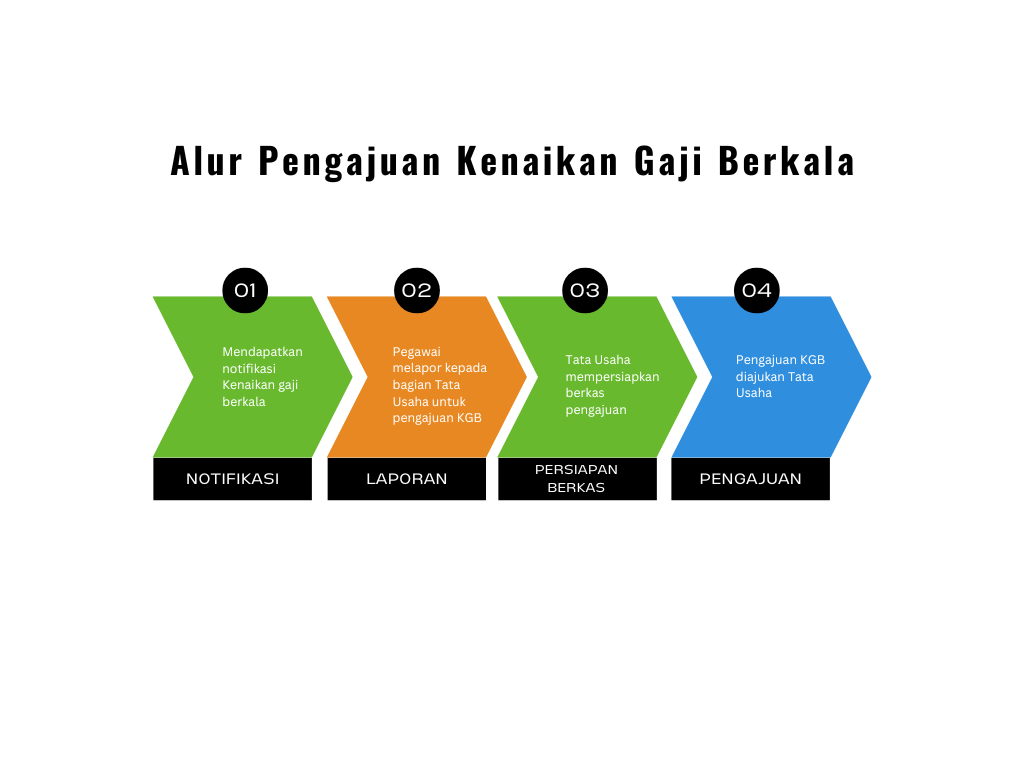 Alur Pengajuan Kenaikan Gaji Berkala
01
Mendapatkan
notifikasi
Kenaikan gaji
berkala
NOTIFIKASI
02
Pegawai
melapor kepada
bagian Tata
Usaha untuk
pengajuan KGB
LAPORAN
03
Tata Usaha
mempersiapkan
berkas
pengajuan
PERSIAPAN
BERKAS
04
Pengajuan KGB
diajukan Tata
Usaha
PENGAJUAN